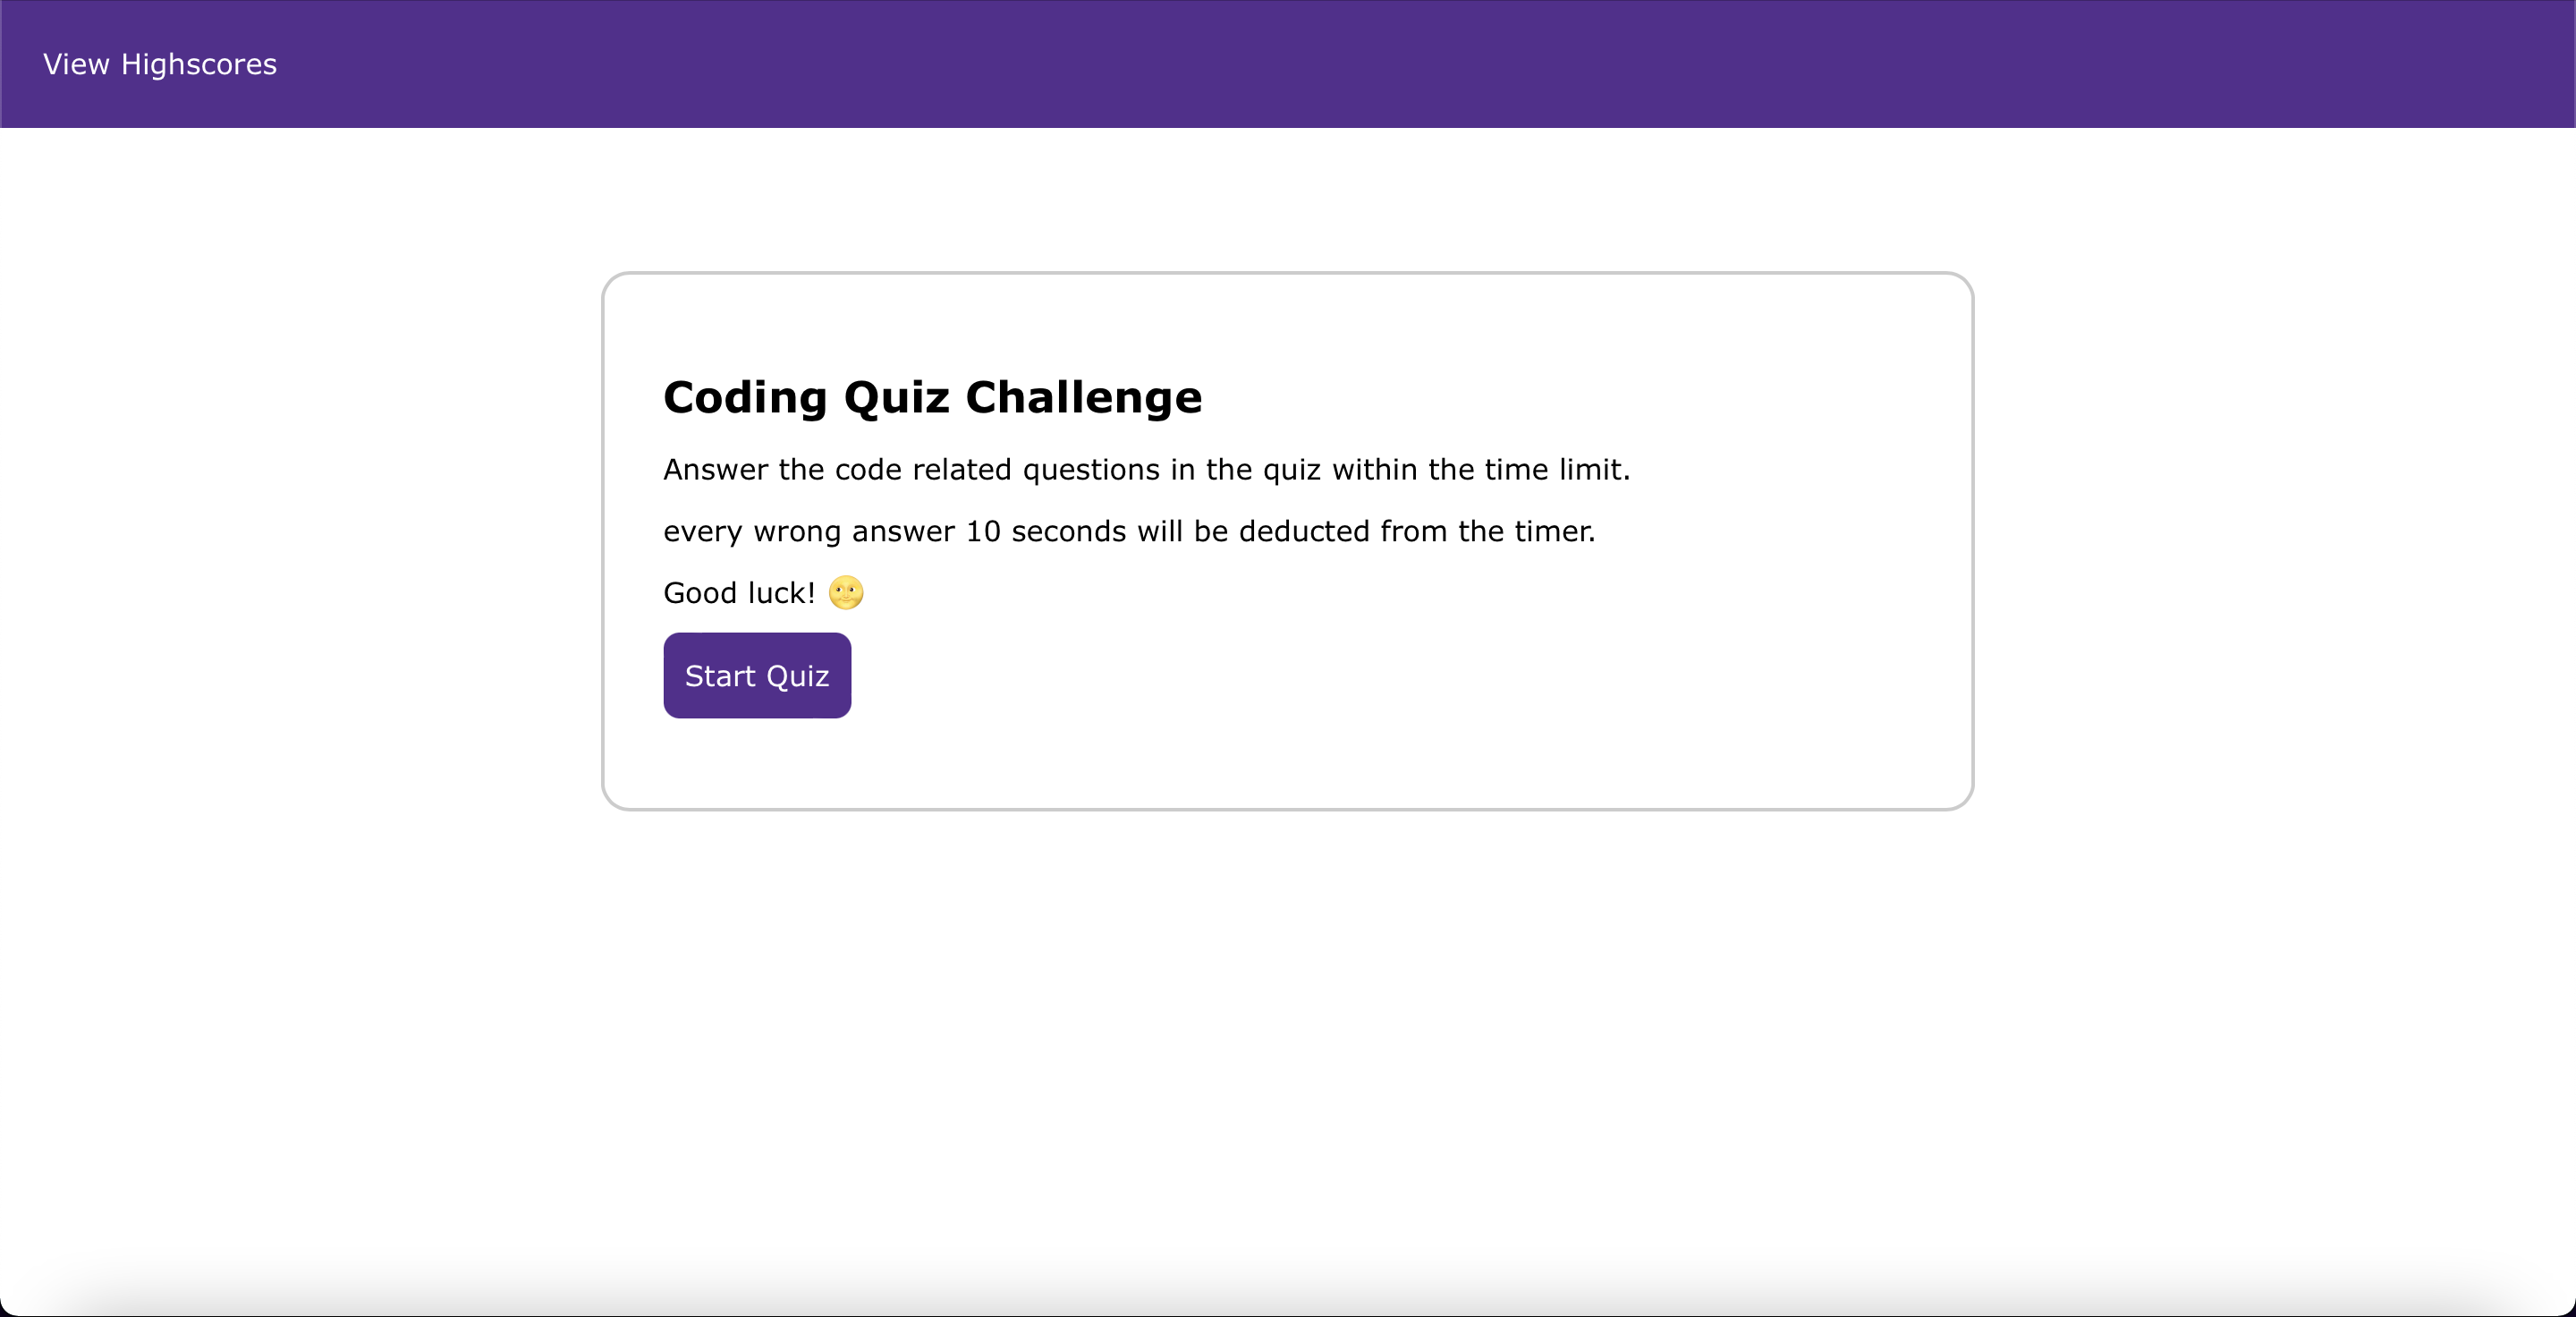 View Highscores
Coding Quiz Challenge
Answer the code related questions in the quiz within the time limit.
every wrong answer 10 seconds will be deducted from the timer.
Good luck! 🌝
Start Quiz